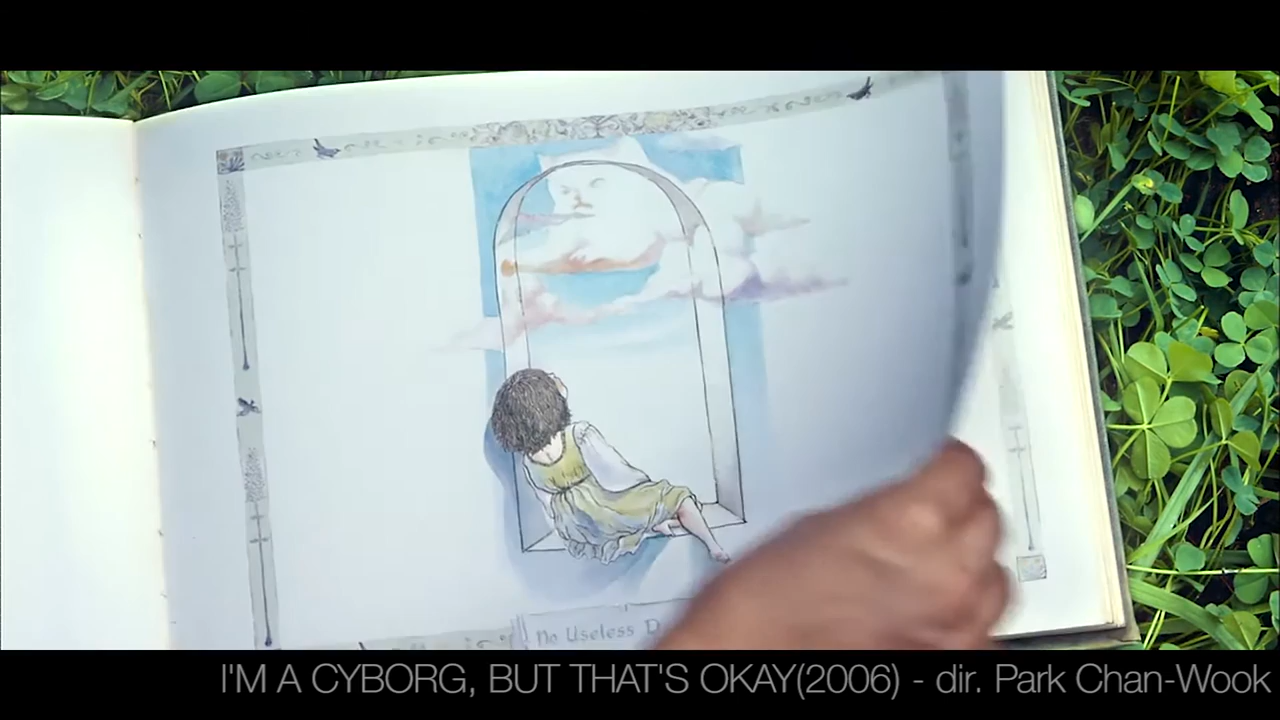 No Useless D
I'M A CYBORG, BUT THAT'S OKAY(2006) - dir. Park Chan-Wook